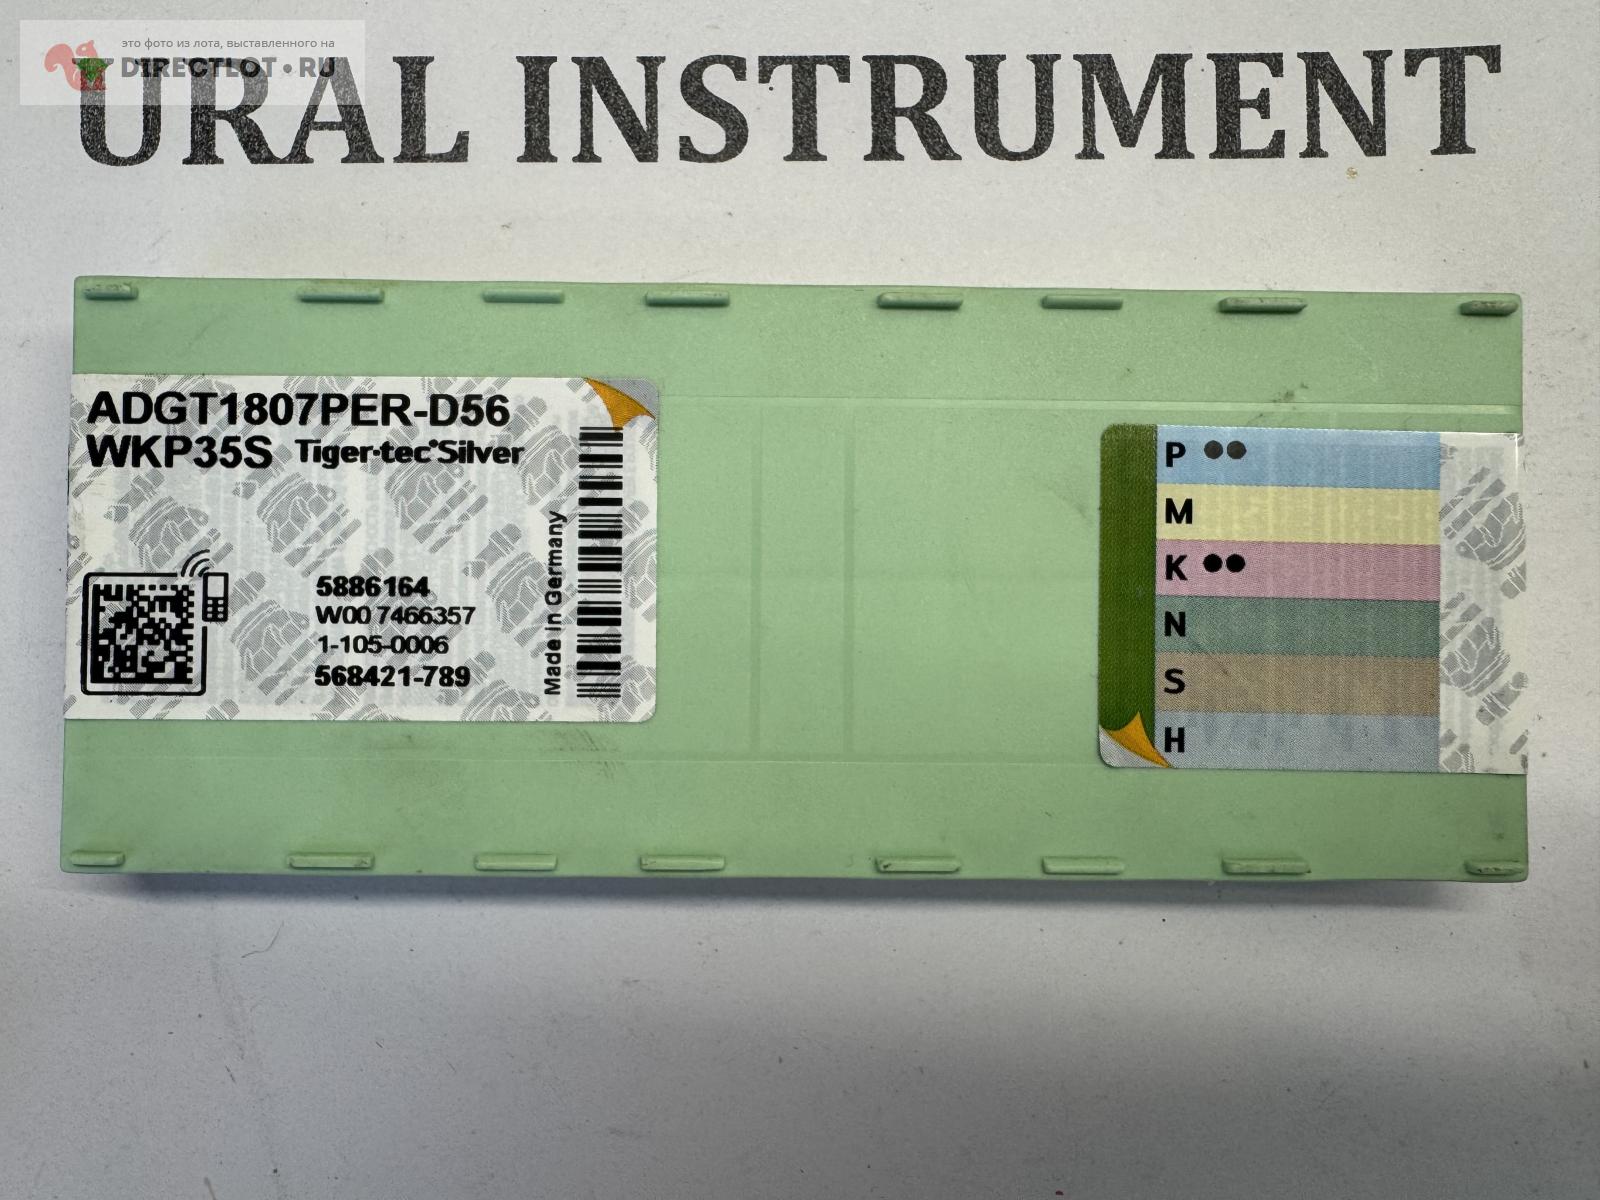 это фото из лота, выставленного на
DIRECTLOT•RU
URAL INSTRUMENT
ADGT1807PER-D56
WKP35S Tiger·tec®Silver
5886164
W00 7466357
1-105-0006
568421-789
Made in Germany
P ●●
M
K ●●
N
S
H